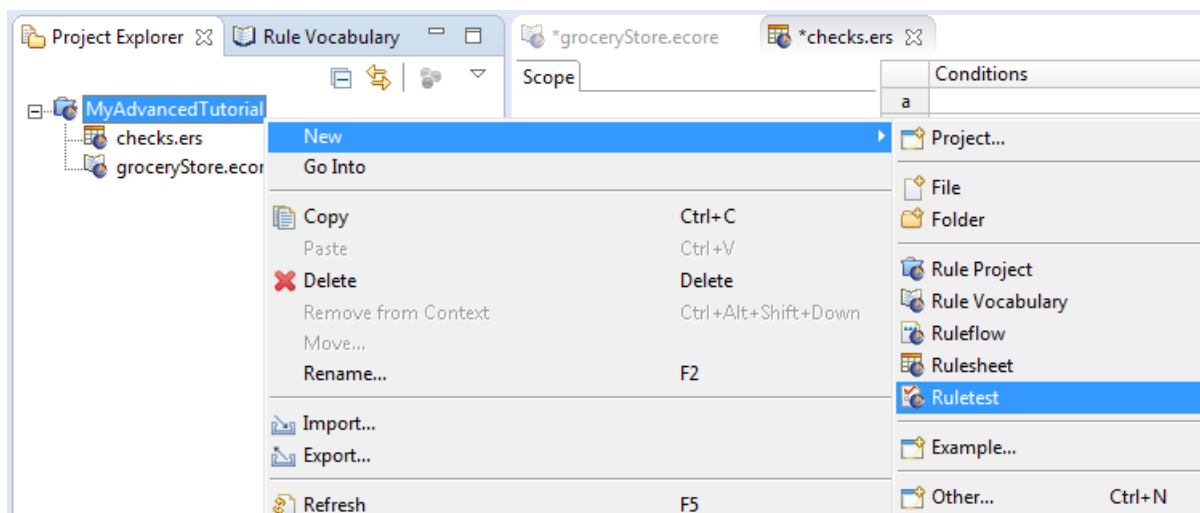 Project Explorer Rule Vocabulary *groceryStore.ecore *checks.ers
Scope Conditions
a
MyAdvancedTutorial
checks.ers
groceryStore.ecor
New
Go Into
Copy Ctrl+C
Paste Ctrl+V
Delete Delete
Remove from Context Ctrl+Alt+Shift+Down
Move...
Rename... F2
Import...
Export...
Refresh F5
Project...
File
Folder
Rule Project
Rule Vocabulary
Ruleflow
Rulesheet
Ruletest
Example...
Other... Ctrl+N